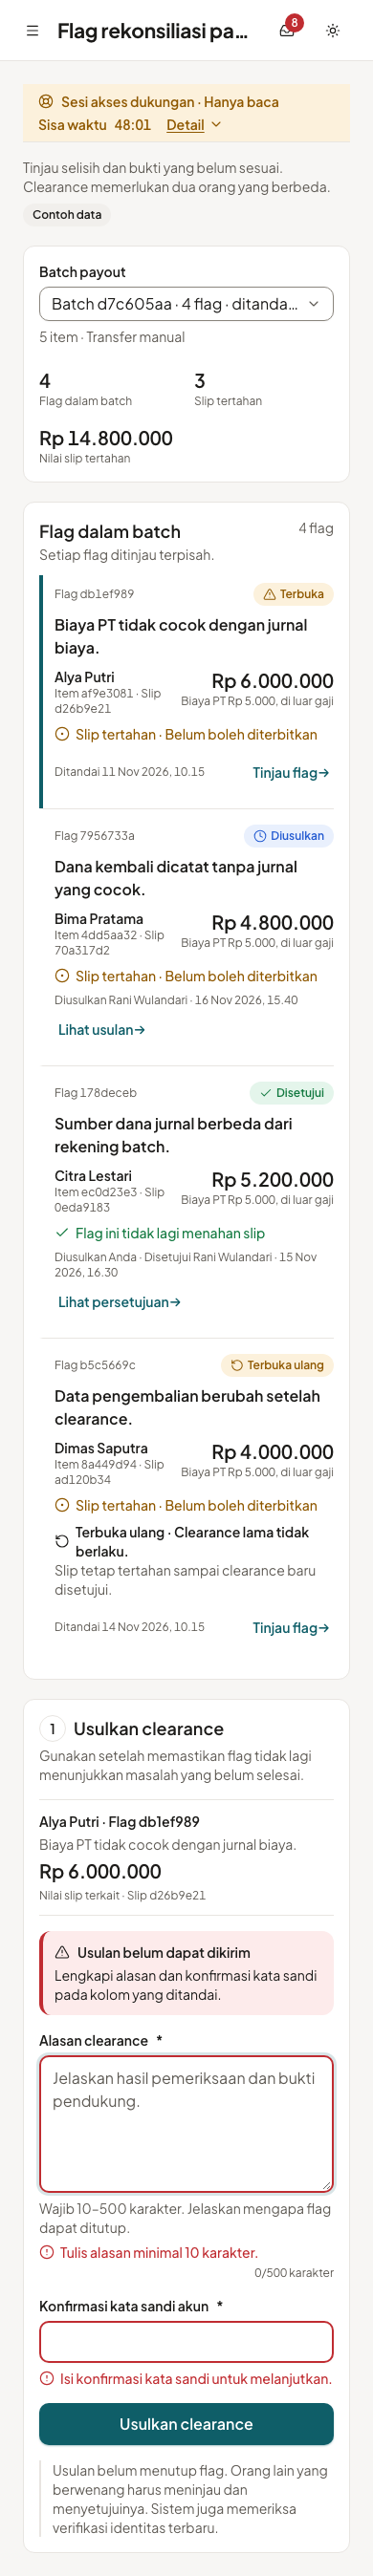 Flag rekonsiliasi pa...
8
Sesi akses dukungan · Hanya baca
Sisa waktu 48:01 Detail
Tinjau selisih dan bukti yang belum sesuai.
Clearance memerlukan dua orang yang berbeda.
Contoh data
Batch payout
Batch d7c605aa · 4 flag · ditanda...
5 item · Transfer manual
4
Flag dalam batch
3
Slip tertahan
Rp 14.800.000
Nilai slip tertahan
Flag dalam batch
4 flag
Setiap flag ditinjau terpisah.
Flag db1ef989
Terbuka
Biaya PT tidak cocok dengan jurnal
biaya.
Alya Putri
Item af9e3081 · Slip
d26b9e21
Rp 6.000.000
Biaya PT Rp 5.000, di luar gaji
Slip tertahan · Belum boleh diterbitkan
Ditandai 11 Nov 2026, 10.15
Tinjau flag→
Flag 7956733a
Diusulkan
Dana kembali dicatat tanpa jurnal
yang cocok.
Bima Pratama
Item 4dd5aa32 · Slip
70a317d2
Rp 4.800.000
Biaya PT Rp 5.000, di luar gaji
Slip tertahan · Belum boleh diterbitkan
Diusulkan Rani Wulandari · 16 Nov 2026, 15.40
Lihat usulan→
Flag 178deceb
Disetujui
Sumber dana jurnal berbeda dari
rekening batch.
Citra Lestari
Item ec0d23e3 · Slip
0eda9183
Rp 5.200.000
Biaya PT Rp 5.000, di luar gaji
Flag ini tidak lagi menahan slip
Diusulkan Anda · Disetujui Rani Wulandari · 15 Nov
2026, 16.30
Lihat persetujuan→
Flag b5c5669c
Terbuka ulang
Data pengembalian berubah setelah
clearance.
Dimas Saputra
Item 8a449d94 · Slip
ad120b34
Rp 4.000.000
Biaya PT Rp 5.000, di luar gaji
Slip tertahan · Belum boleh diterbitkan
Terbuka ulang · Clearance lama tidak
berlaku.
Slip tetap tertahan sampai clearance baru
disetujui.
Ditandai 14 Nov 2026, 10.15
Tinjau flag→
1
Usulkan clearance
Gunakan setelah memastikan flag tidak lagi
menunjukkan masalah yang belum selesai.
Alya Putri · Flag db1ef989
Biaya PT tidak cocok dengan jurnal biaya.
Rp 6.000.000
Nilai slip terkait · Slip d26b9e21
Usulan belum dapat dikirim
Lengkapi alasan dan konfirmasi kata sandi
pada kolom yang ditandai.
Alasan clearance *
Jelaskan hasil pemeriksaan dan bukti
pendukung.
Wajib 10–500 karakter. Jelaskan mengapa flag
dapat ditutup.
Tulis alasan minimal 10 karakter.
0/500 karakter
Konfirmasi kata sandi akun *
Isi konfirmasi kata sandi untuk melanjutkan.
Usulkan clearance
Usulan belum menutup flag. Orang lain yang
berwenang harus meninjau dan
menyetujuinya. Sistem juga memeriksa
verifikasi identitas terbaru.